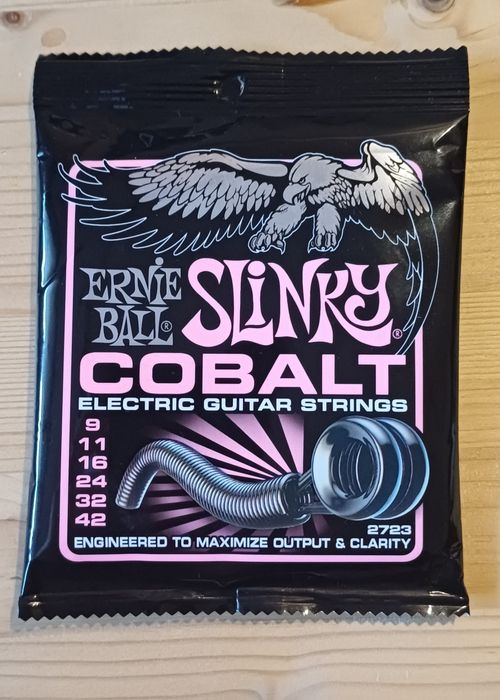 ERNIE BALL® SLINKY®
COBALT
ELECTRIC GUITAR STRINGS
9
11
16
24
32
42
2723
ENGINEERED TO MAXIMIZE OUTPUT & CLARITY